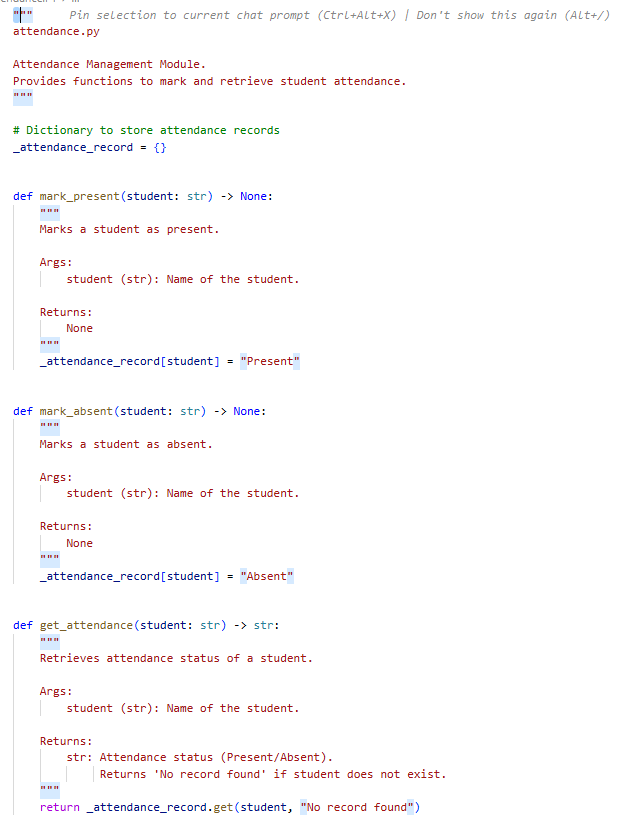 """    Pin selection to current chat prompt (Ctrl+Alt+X) | Don't show this again (Alt+/)
attendance.py

Attendance Management Module.
Provides functions to mark and retrieve student attendance.
"""

# Dictionary to store attendance records
_attendance_record = {}


def mark_present(student: str) -> None:
    """
    Marks a student as present.

    Args:
        student (str): Name of the student.

    Returns:
        None
    """
    _attendance_record[student] = "Present"


def mark_absent(student: str) -> None:
    """
    Marks a student as absent.

    Args:
        student (str): Name of the student.

    Returns:
        None
    """
    _attendance_record[student] = "Absent"


def get_attendance(student: str) -> str:
    """
    Retrieves attendance status of a student.

    Args:
        student (str): Name of the student.

    Returns:
        str: Attendance status (Present/Absent).
             Returns 'No record found' if student does not exist.
    """
    return _attendance_record.get(student, "No record found")